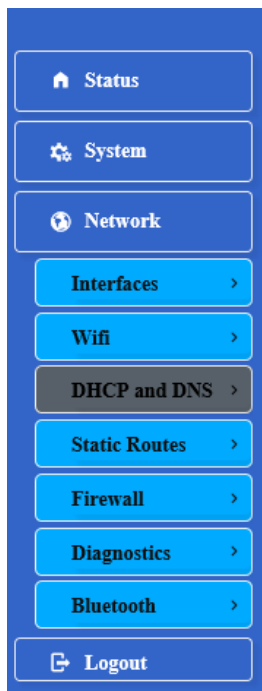 Status
System
Network
Interfaces
Wifi
DHCP and DNS
Static Routes
Firewall
Diagnostics
Bluetooth
Logout